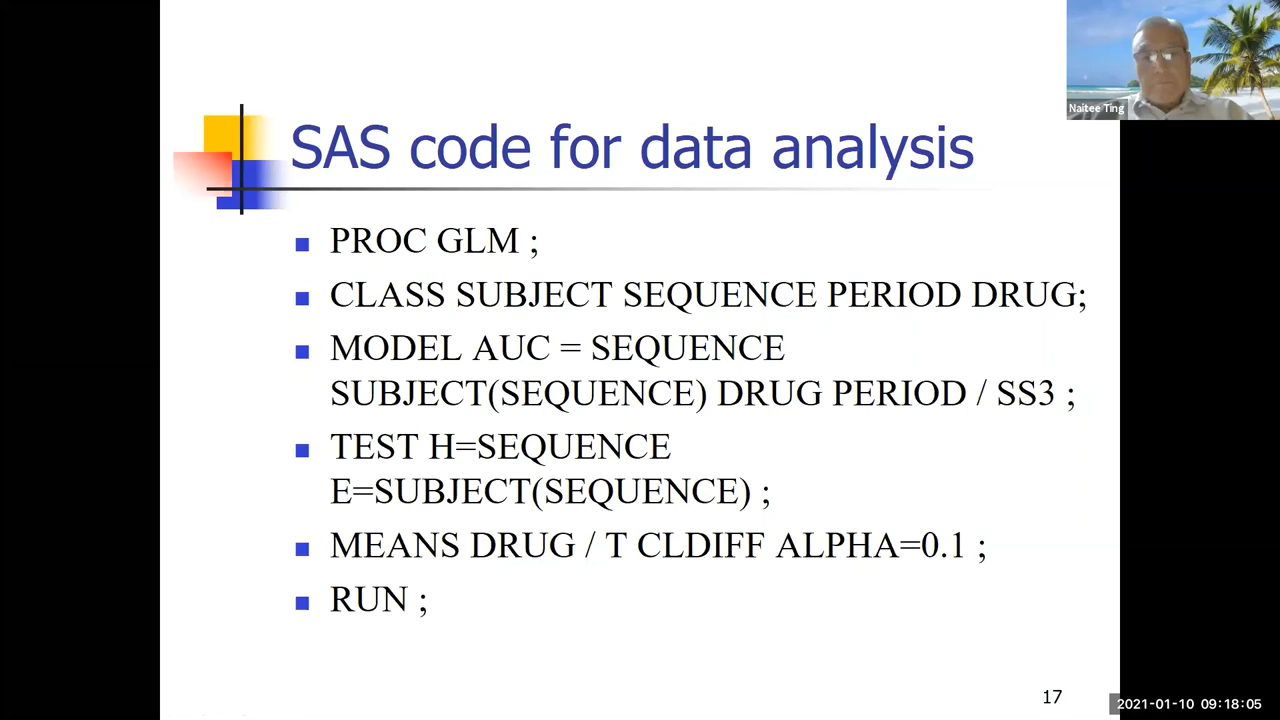 Naitee Ting
SAS code for data analysis
PROC GLM ;
CLASS SUBJECT SEQUENCE PERIOD DRUG;
MODEL AUC = SEQUENCE
SUBJECT(SEQUENCE) DRUG PERIOD / SS3 ;
TEST H=SEQUENCE
E=SUBJECT(SEQUENCE) ;
MEANS DRUG / T CLDIFF ALPHA=0.1 ;
RUN ;
17
2021-01-10 09:18:05